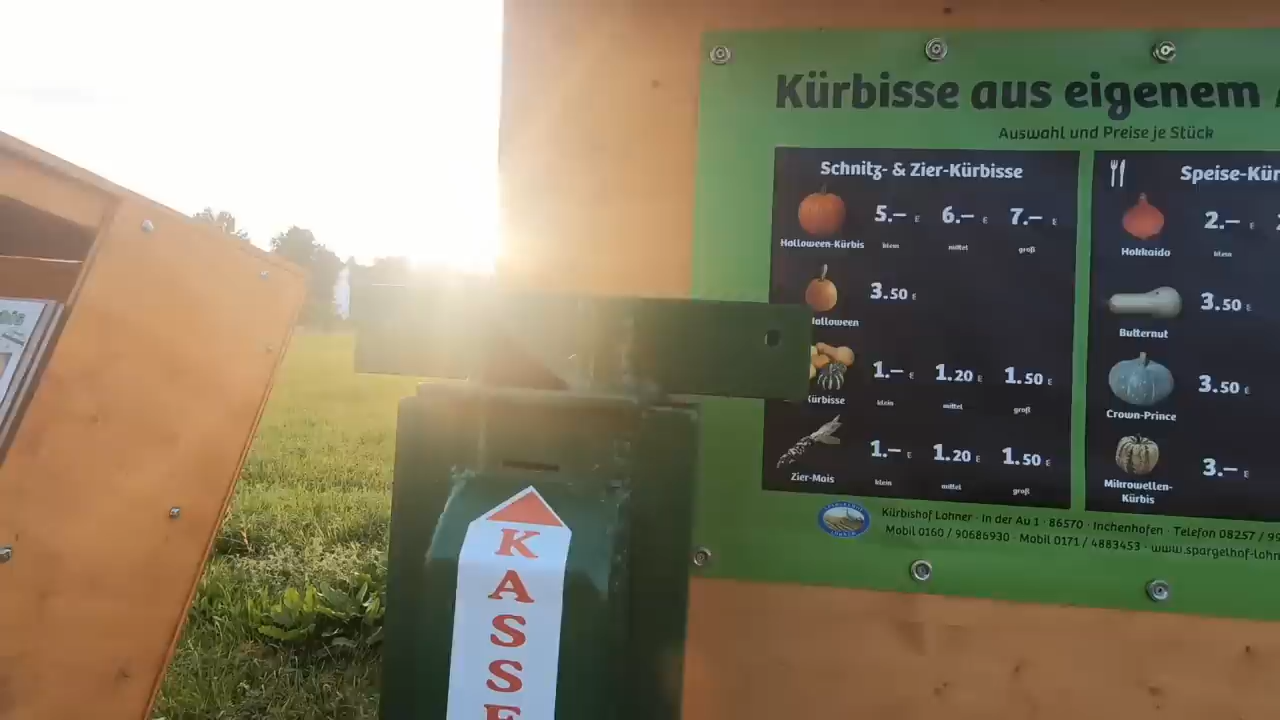 Kürbisse aus eigenem
Auswahl und Preise je Stück
Schnitz- & Zier-Kürbisse
5.– € 6.– € 7.– €
klein mittel groß
Halloween-Kürbis
3.50 €
Halloween
1.– € 1.20 € 1.50 €
klein mittel groß
Kürbisse
1.– € 1.20 € 1.50 €
klein mittel groß
Zier-Mais
Speise-Kür
2.– €
klein
Hokkaido
3.50 €
Butternut
3.50 €
Crown-Prince
3.– €
Mikrowellen-
Kürbis
Kürbishof Lohner · In der Au 1 · 86570 · Inchenhofen · Telefon 08257 / 99
Mobil 0160 / 90686930 · Mobil 0171 / 4883453 · www.spargelhof-lohn
KASSE